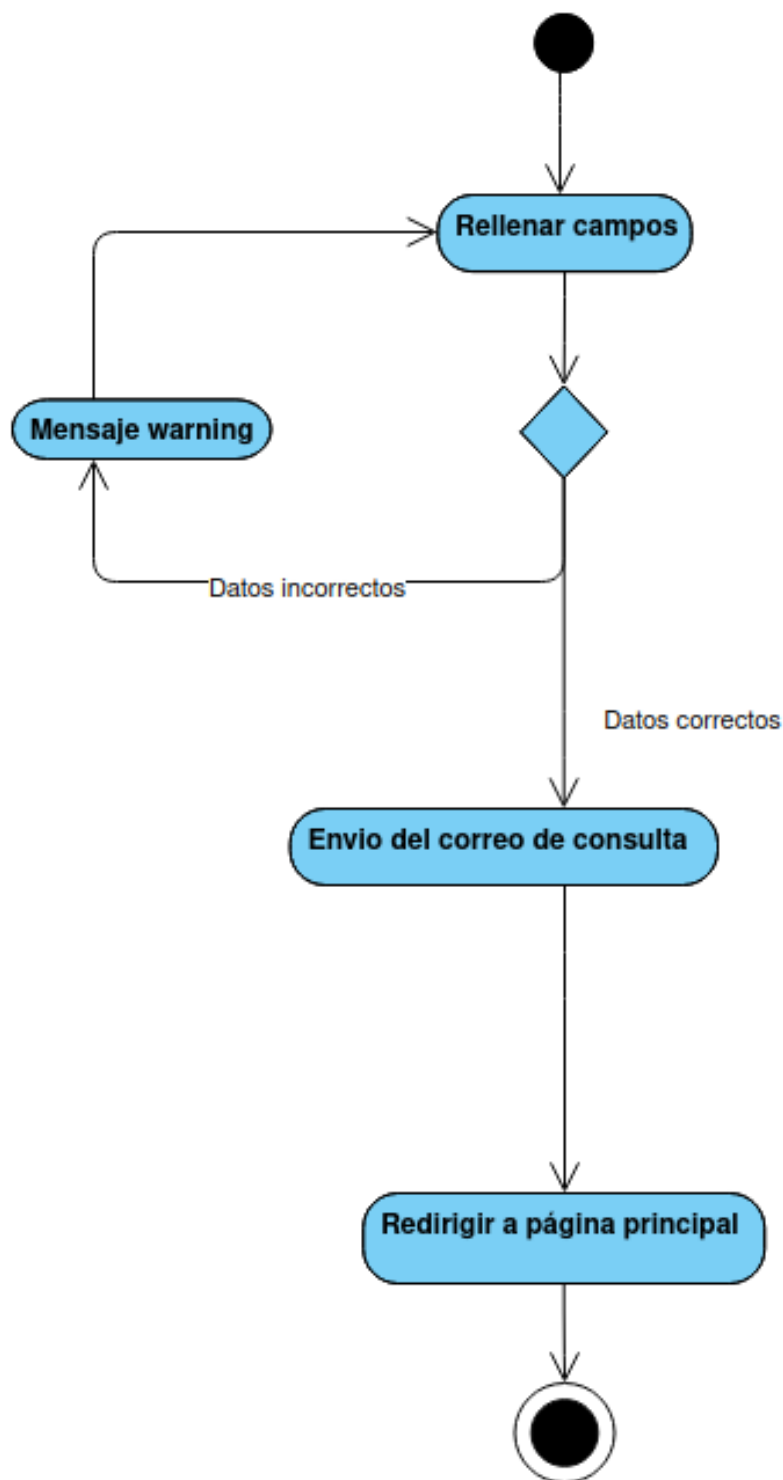 Rellenar campos
Mensaje warning
Datos incorrectos
Datos correctos
Envio del correo de consulta
Redirigir a página principal